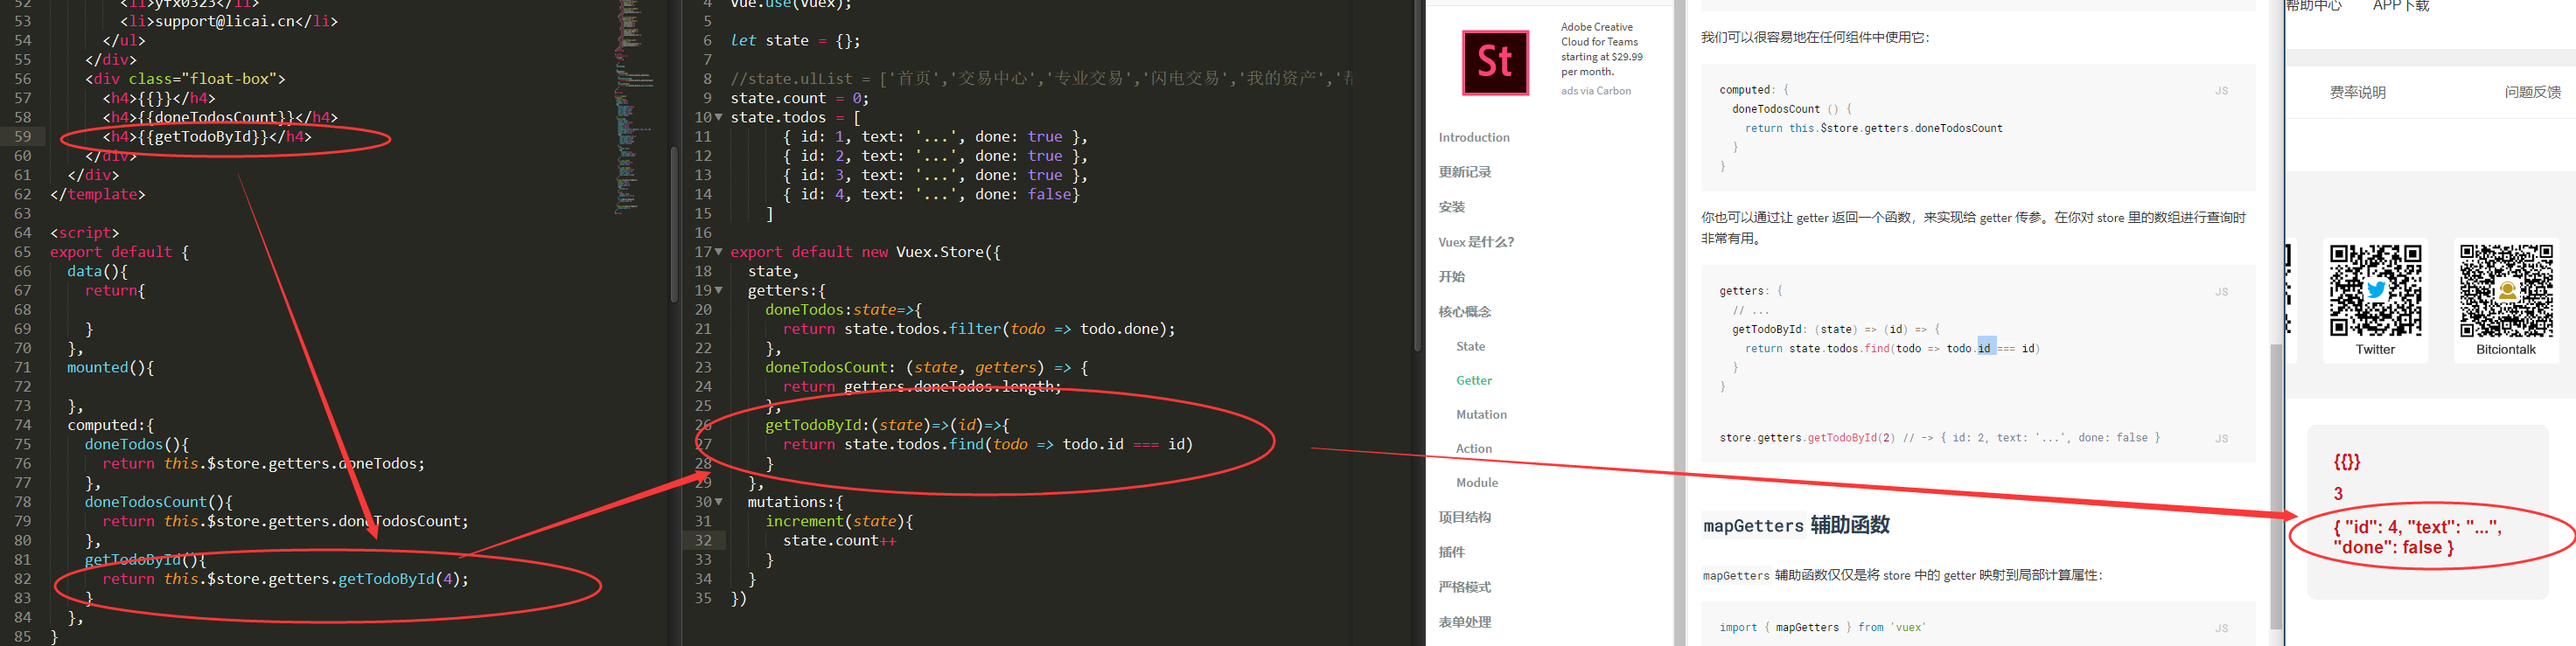 52 <li>yfx0323</li>
53 <li>support@licai.cn</li>
54 </ul>
55 </div>
56 <div class="float-box">
57 <h4>{{}}</h4>
58 <h4>{{doneTodosCount}}</h4>
59 <h4>{{getTodoById}}</h4>
60 </div>
61 </div>
62 </template>
63
64 <script>
65 export default {
66 data(){
67 return{
68
69 }
70 },
71 mounted(){
72
73 },
74 computed:{
75 doneTodos(){
76 return this.$store.getters.doneTodos;
77 },
78 doneTodosCount(){
79 return this.$store.getters.doneTodosCount;
80 },
81 getTodoById(){
82 return this.$store.getters.getTodoById(4);
83 }
84 },
85 }
4 Vue.use(Vuex);
5
6 let state = {};
7
8 //state.ulList = ['首页','交易中心','专业交易','闪电交易','我的资产','帮
9 state.count = 0;
10 state.todos = [
11 { id: 1, text: '...', done: true },
12 { id: 2, text: '...', done: true },
13 { id: 3, text: '...', done: true },
14 { id: 4, text: '...', done: false}
15 ]
16
17 export default new Vuex.Store({
18 state,
19 getters:{
20 doneTodos:state=>{
21 return state.todos.filter(todo => todo.done);
22 },
23 doneTodosCount: (state, getters) => {
24 return getters.doneTodos.length;
25 },
26 getTodoById:(state)=>(id)=>{
27 return state.todos.find(todo => todo.id === id)
28 }
29 },
30 mutations:{
31 increment(state){
32 state.count++
33 }
34 }
35 })
St
Adobe Creative
Cloud for Teams
starting at $29.99
per month.
ads via Carbon
Introduction
更新记录
安装
Vuex 是什么?
开始
核心概念
State
Getter
Mutation
Action
Module
项目结构
插件
严格模式
表单处理
我们可以很容易地在任何组件中使用它:
JS
computed: {
doneTodosCount () {
return this.$store.getters.doneTodosCount
}
}
你也可以通过让 getter 返回一个函数，来实现给 getter 传参。在你对 store 里的数组进行查询时
非常有用。
JS
getters: {
// ...
getTodoById: (state) => (id) => {
return state.todos.find(todo => todo.id === id)
}
}
store.getters.getTodoById(2) // -> { id: 2, text: '...', done: false }
JS
mapGetters 辅助函数
mapGetters 辅助函数仅仅是将 store 中的 getter 映射到局部计算属性：
import { mapGetters } from 'vuex'
JS
帮助中心 APP下载
费率说明 问题反馈
Twitter Bitciontalk
{{}}
3
{ "id": 4, "text": "...",
"done": false }